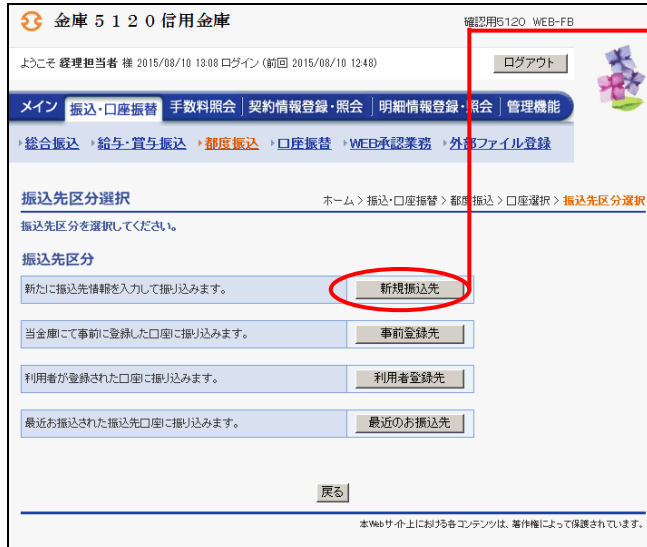 金庫5120信用金庫
確認用5120 WEB-FB
ようこそ 経理担当者 様 2015/08/10 13:08 ログイン (前回 2015/08/10 12:48)
ログアウト
メイン 振込・口座振替 手数料照会 契約情報登録・照会 明細情報登録・照会 管理機能
総合振込 給与・賞与振込 都度振込 口座振替 WEB承認業務 外部ファイル登録
振込先区分選択
ホーム > 振込・口座振替 > 都度振込 > 口座選択 > 振込先区分選択
振込先区分を選択してください。
振込先区分
新たに振込先情報を入力して振り込みます。 新規振込先
当金庫にて事前に登録した口座に振り込みます。 事前登録先
利用者が登録された口座に振り込みます。 利用者登録先
最近お振込された振込先口座に振り込みます。 最近のお振込先
戻る
本Webサイト上における各コンテンツは、著作権によって保護されています。